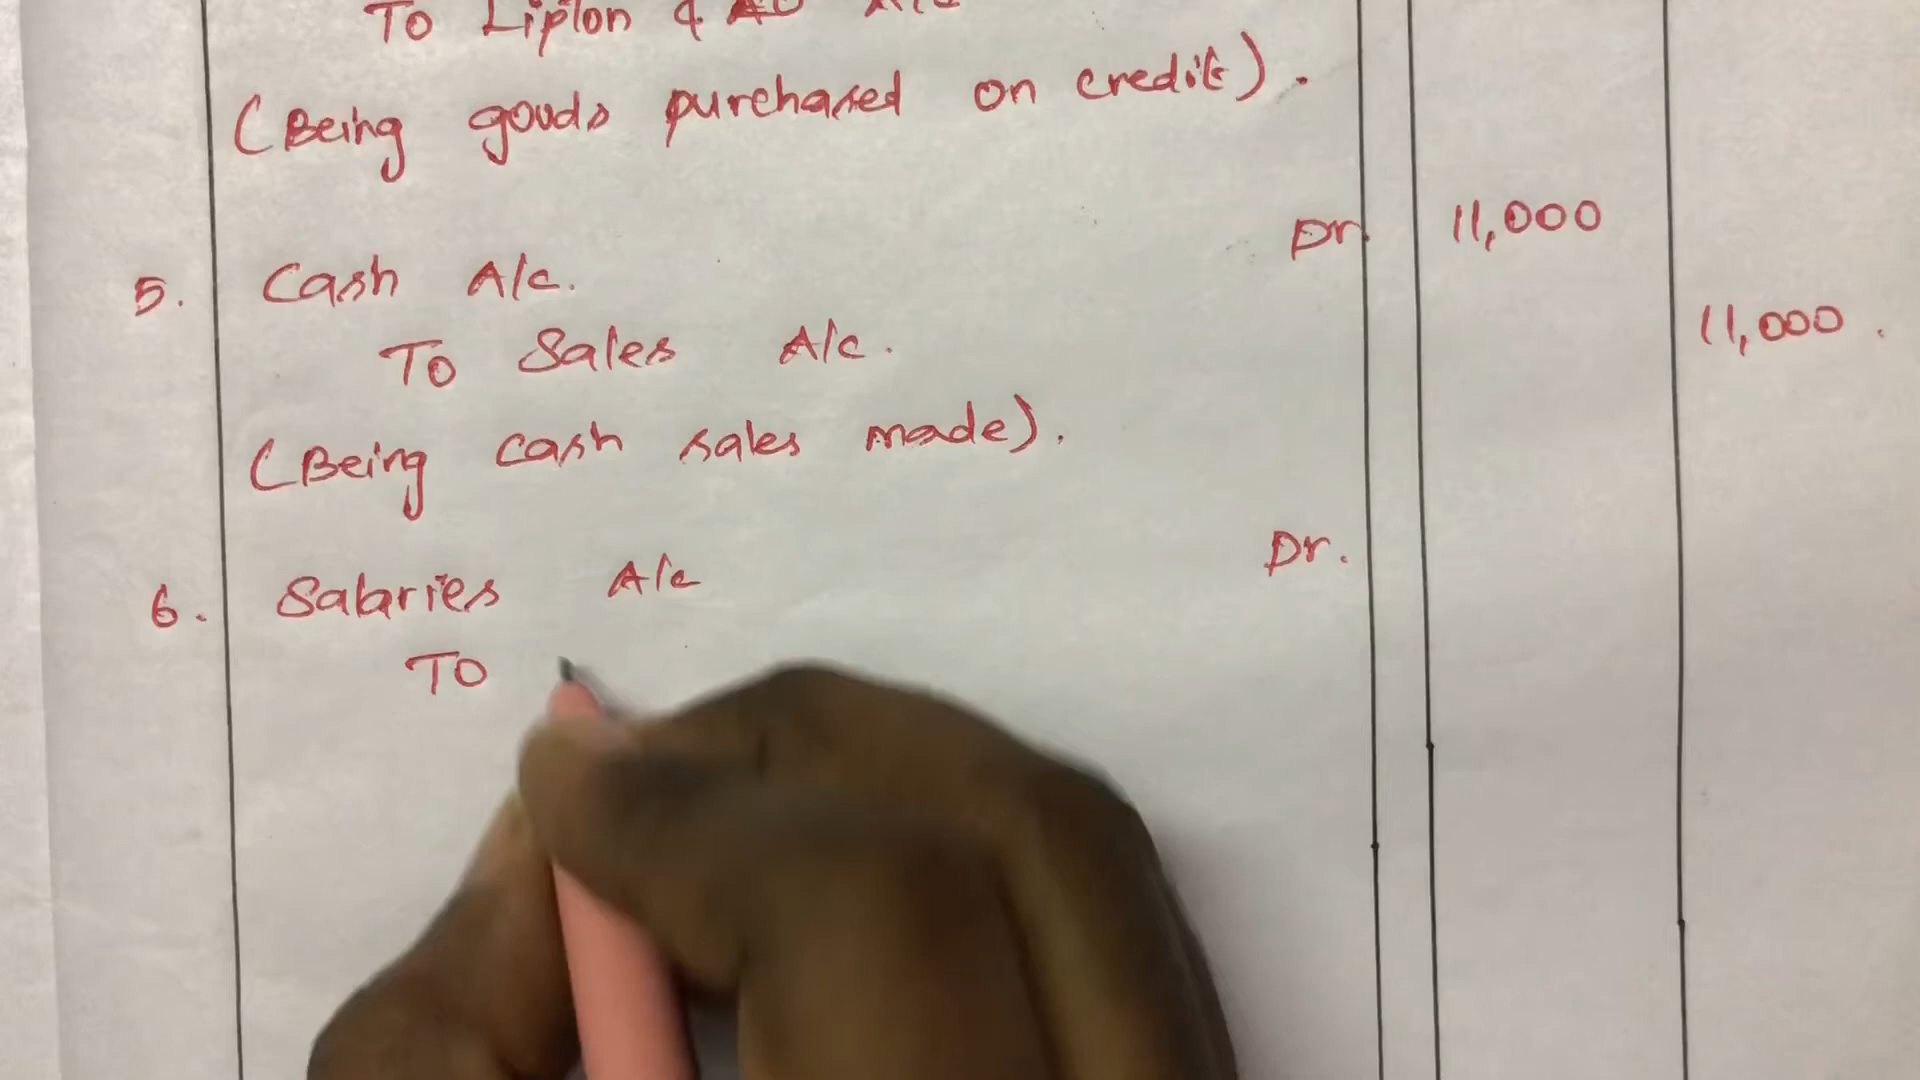 To Lipton &
(Being goods purchased on credit).
5. Cash A/c. Dr 11,000
To Sales A/c. 11,000.
(Being cash sales made).
6. Salaries A/c Dr.
To